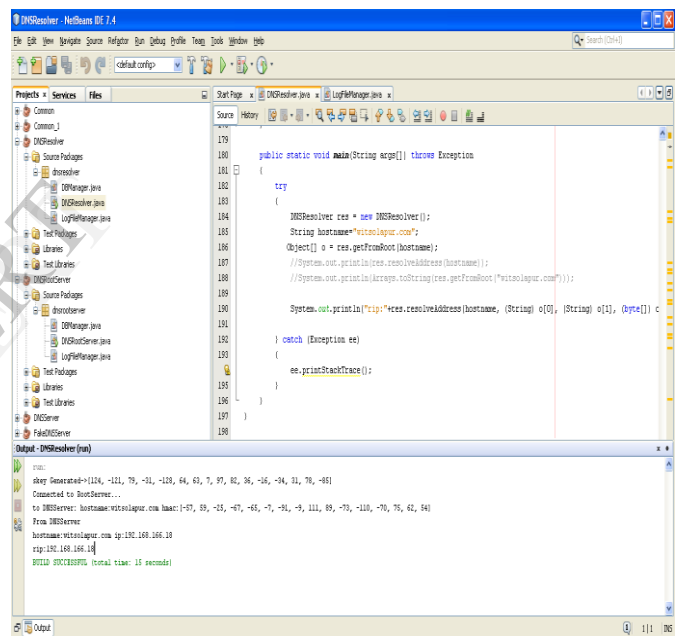 DNSResolver - NetBeans IDE 7.4
File Edit View Navigate Source Refactor Run Debug Profile Team Tools Window Help
Search (Ctrl+I)
<default config>
Projects x Services Files
Start Page x DNSResolver.java x LogFileManager.java x
Source History
Common
Common_1
DNSResolver
Source Packages
dnsresolver
DBManager.java
DNSResolver.java
LogFileManager.java
Test Packages
Libraries
Test Libraries
DNSRootServer
Source Packages
dnsrootserver
DBManager.java
DNSRootServer.java
LogFileManager.java
Test Packages
Libraries
Test Libraries
DNSServer
FakeDNSServer
179
180 public static void main(String args[]) throws Exception
181 {
182 try
183 {
184 DNSResolver res = new DNSResolver();
185 String hostname="witsolapur.com";
186 Object[] o = res.getFromRoot(hostname);
187 //System.out.println(res.resolveAddress(hostname));
188 //System.out.println(Arrays.toString(res.getFromRoot("witsolapur.com")));
189
190 System.out.println("rip:"+res.resolveAddress(hostname, (String) o[0], (String) o[1], (byte[]) o
191
192 } catch (Exception ee)
193 {
ee.printStackTrace();
195 }
196 }
197 }
198
Output - DNSResolver (run)
run:
skey Generated->[124, -121, 79, -31, -128, 64, 63, 7, 97, 82, 36, -16, -34, 31, 78, -85]
Connected to RootServer...
to DNSServer: hostname:witsolapur.com hmac:[-57, 59, -25, -67, -65, -7, -91, -9, 111, 89, -73, -110, -70, 75, 62, 54]
From DNSServer
hostname:witsolapur.com ip:192.168.166.18
rip:192.168.166.18
BUILD SUCCESSFUL (total time: 15 seconds)
Output
1|1 INS